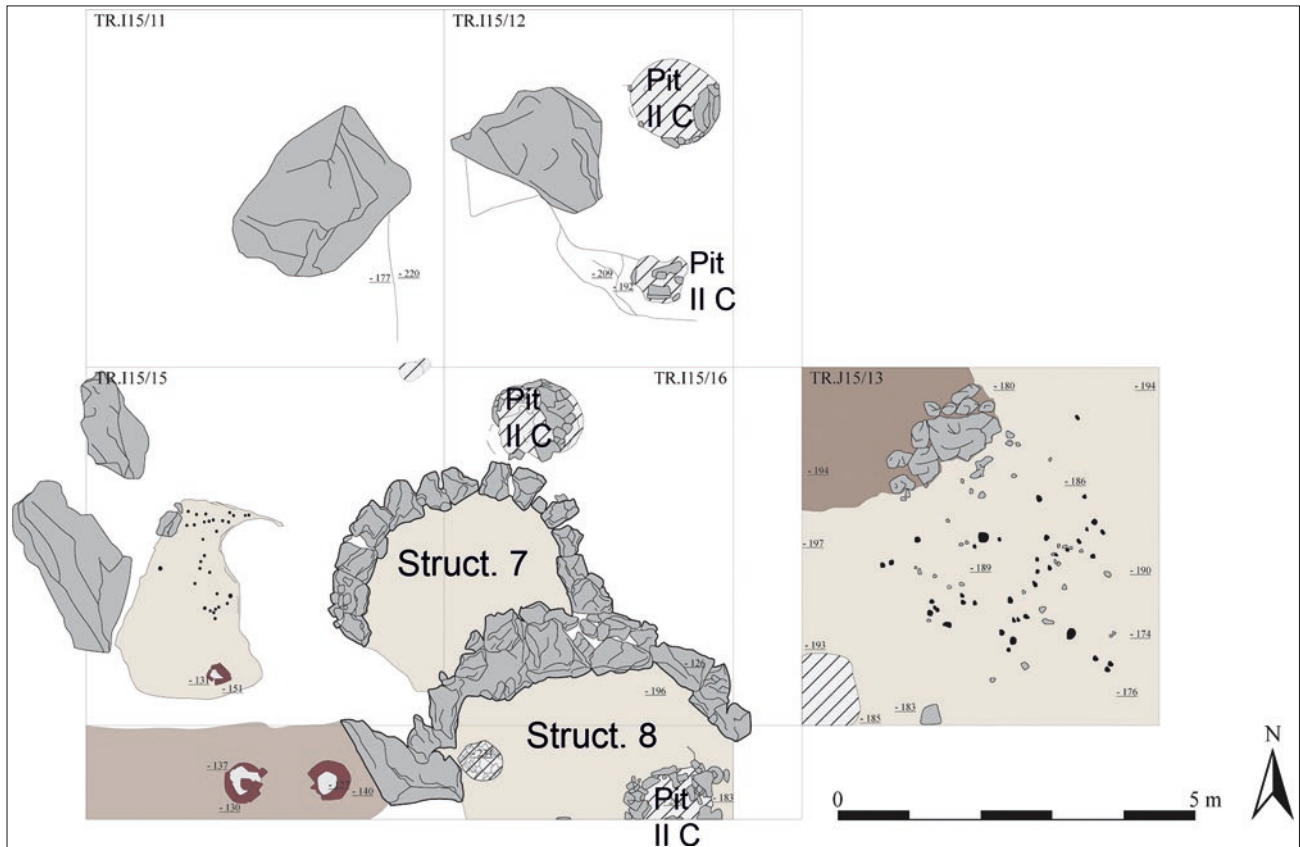 TR.I15/11
TR.I15/12
Pit
II C
- 177
- 220
- 209
- 192
Pit
II C
TR.I15/15
TR.I15/16
TR.J15/13
- 180
- 194
Pit
II C
- 194
- 186
Struct. 7
- 197
- 189
- 190
- 174
- 193
- 126
- 131
- 151
- 196
- 176
- 183
- 185
Struct. 8
- 137
- 140
- 130
- 183
Pit
II C
0
5 m
N